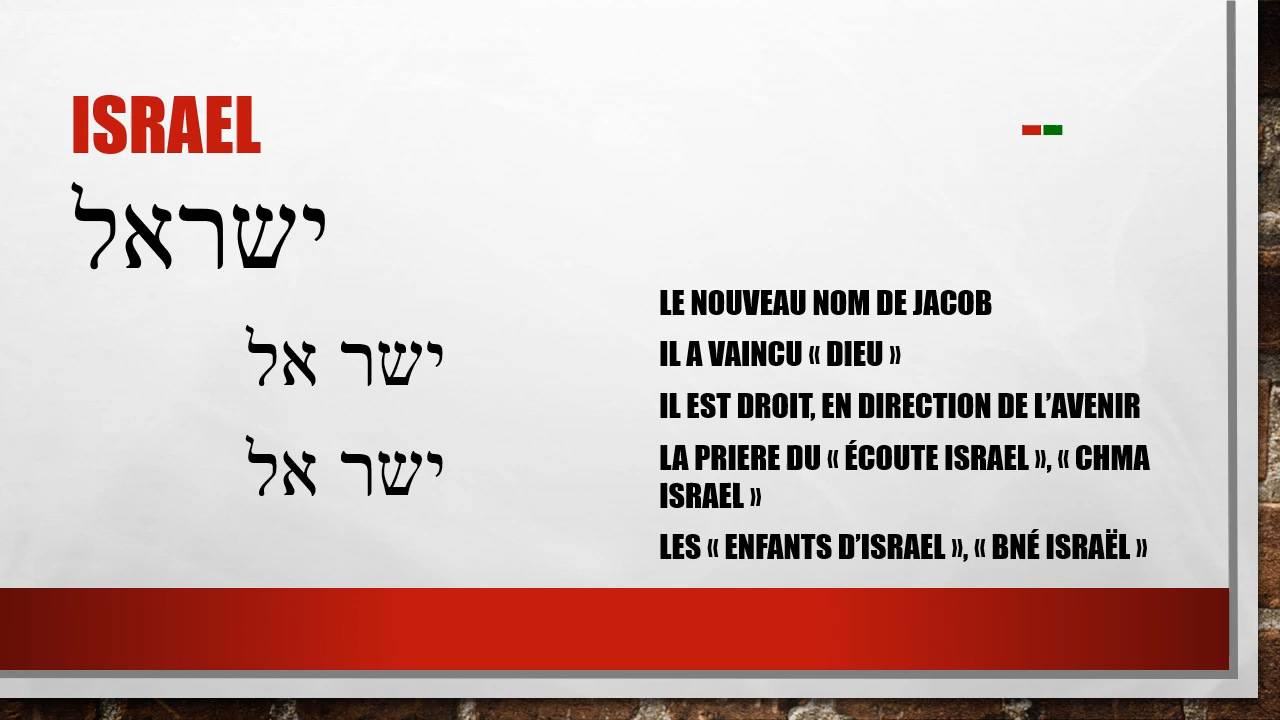 ISRAEL
ישראל
ישר אל
ישר אל
LE NOUVEAU NOM DE JACOB
IL A VAINCU « DIEU »
IL EST DROIT, EN DIRECTION DE L’AVENIR
LA PRIERE DU « ÉCOUTE ISRAEL », « CHMA
ISRAEL »
LES « ENFANTS D’ISRAEL », « BNÉ ISRAËL »